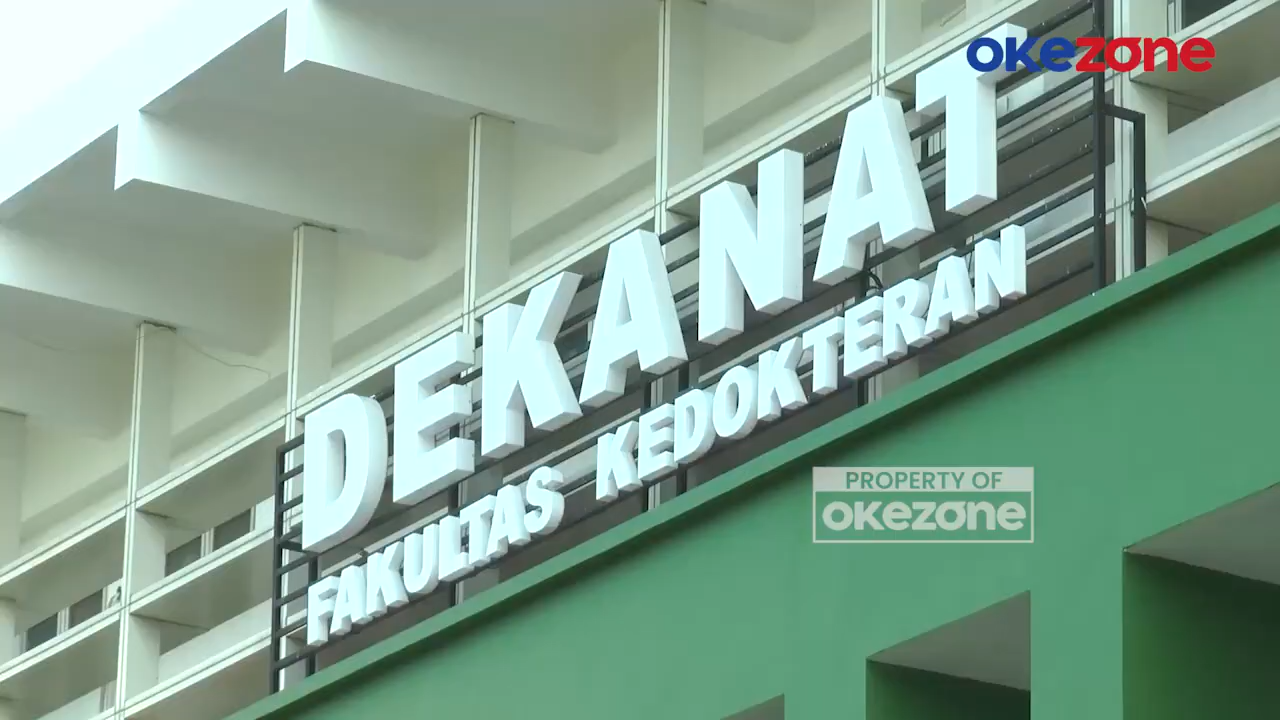 okezone
DEKANAT
FAKULTAS KEDOKTERAN
PROPERTY OF
okezone